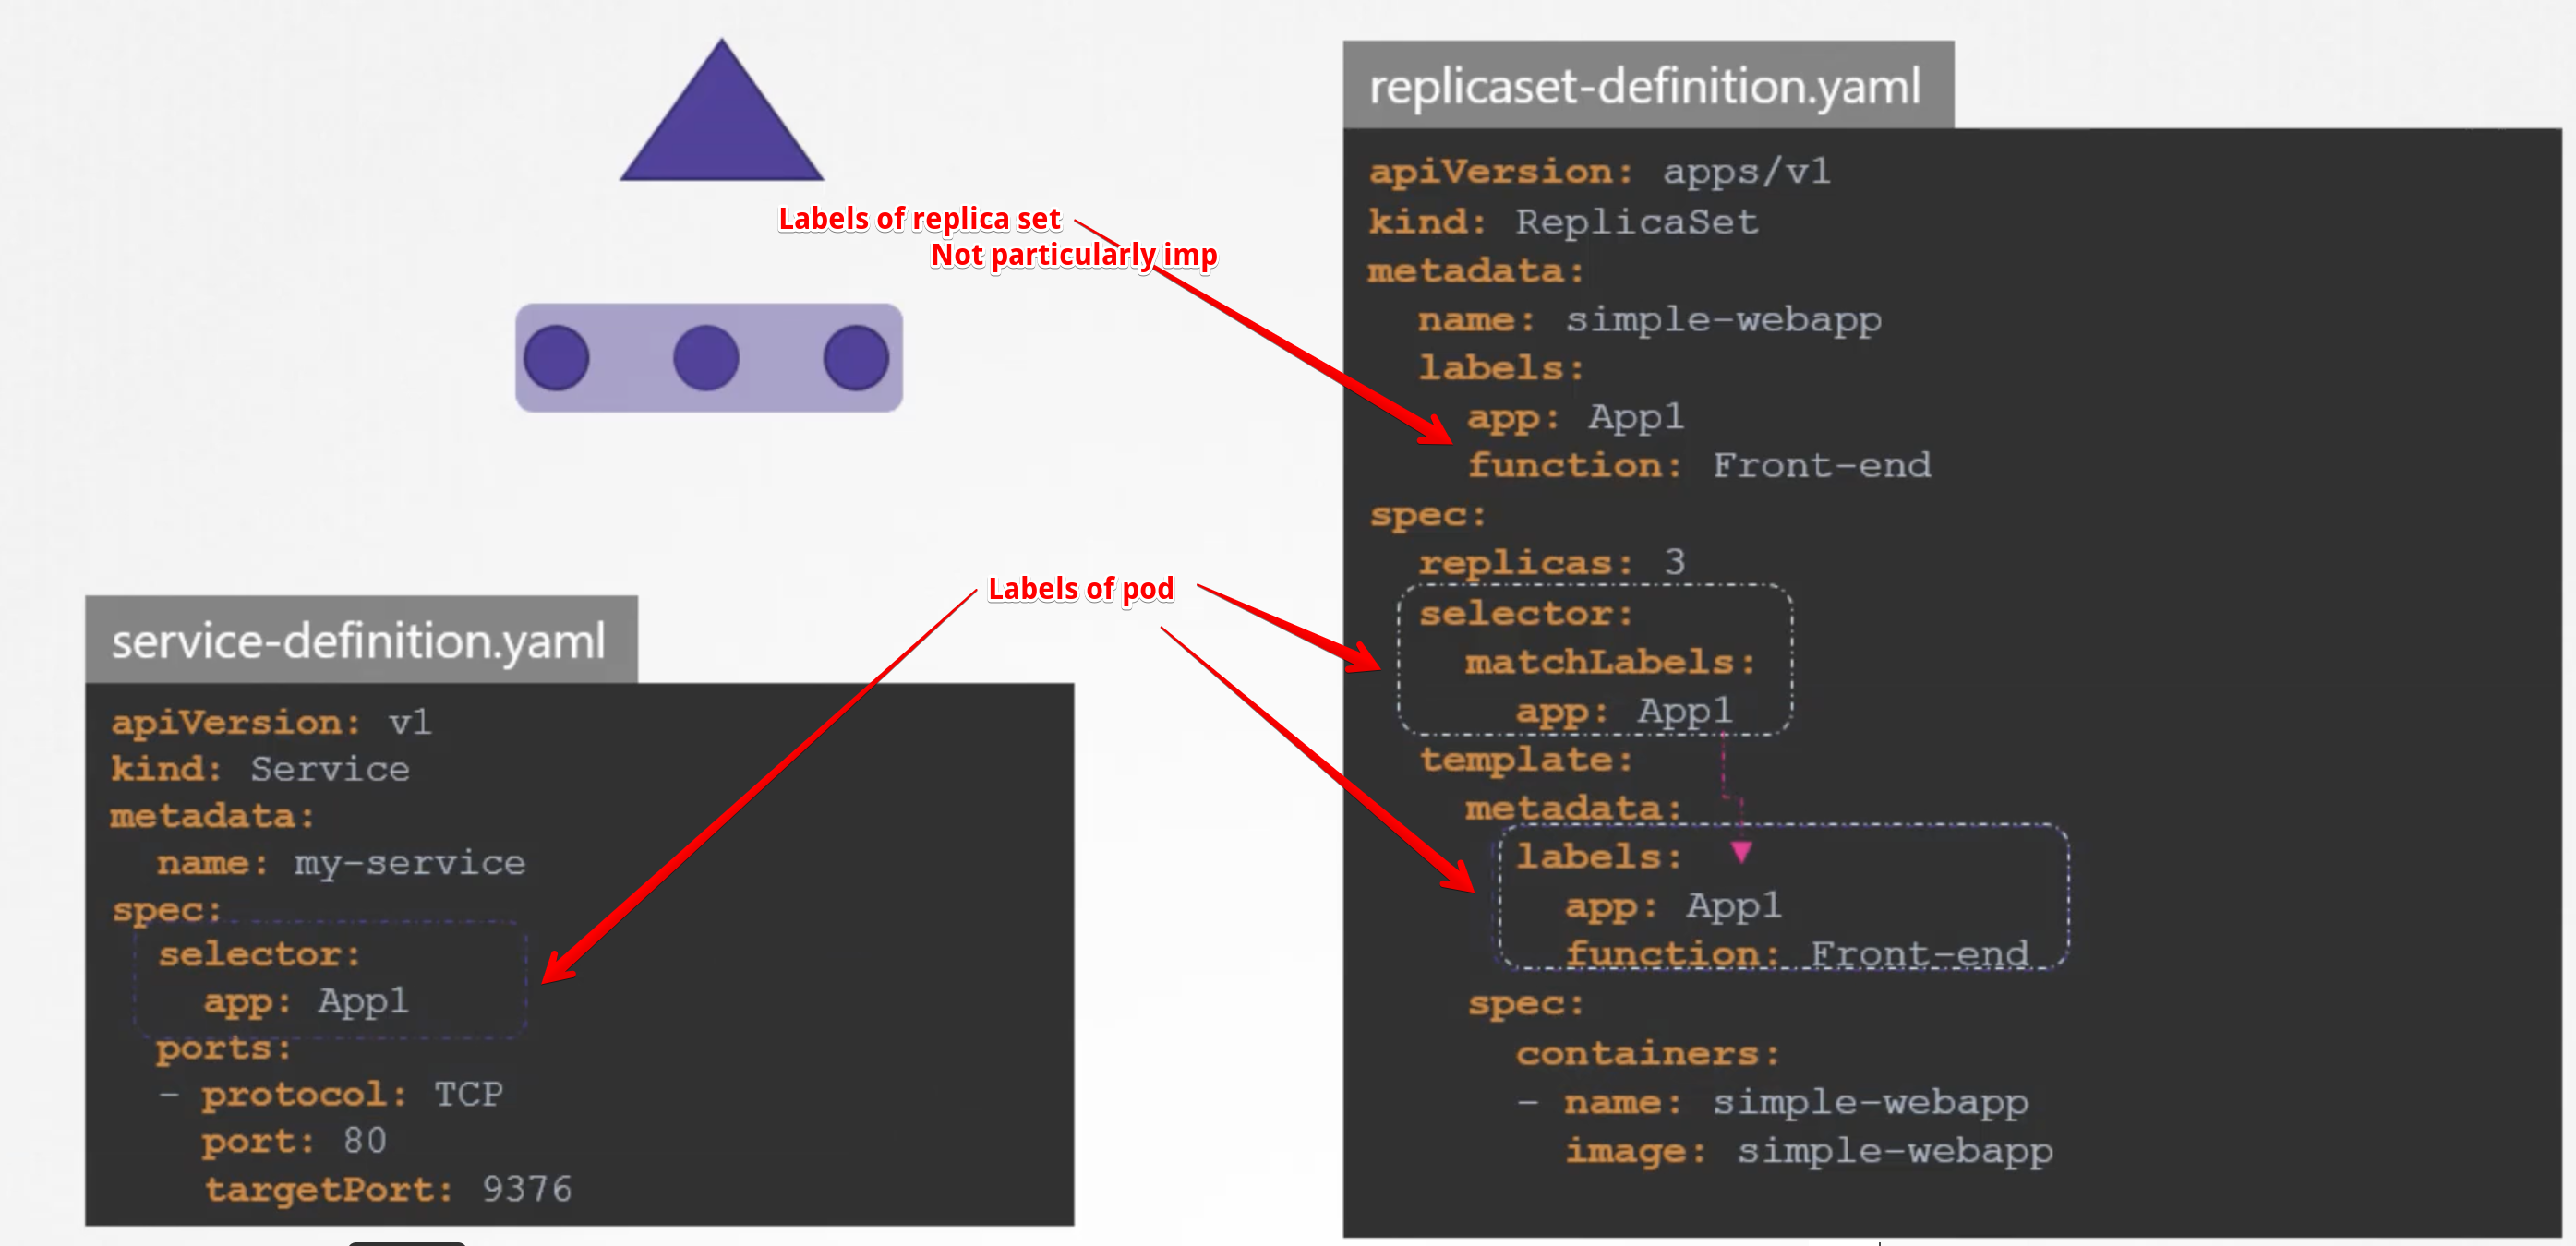 Labels of replica set
Not particularly imp
Labels of pod
service-definition.yaml
apiVersion: v1
kind: Service
metadata:
  name: my-service
spec:
  selector:
    app: App1
  ports:
  - protocol: TCP
    port: 80
    targetPort: 9376
replicaset-definition.yaml
apiVersion: apps/v1
kind: ReplicaSet
metadata:
  name: simple-webapp
  labels:
    app: App1
    function: Front-end
spec:
  replicas: 3
  selector:
    matchLabels:
      app: App1
  template:
    metadata:
      labels:
        app: App1
        function: Front-end
    spec:
      containers:
      - name: simple-webapp
        image: simple-webapp